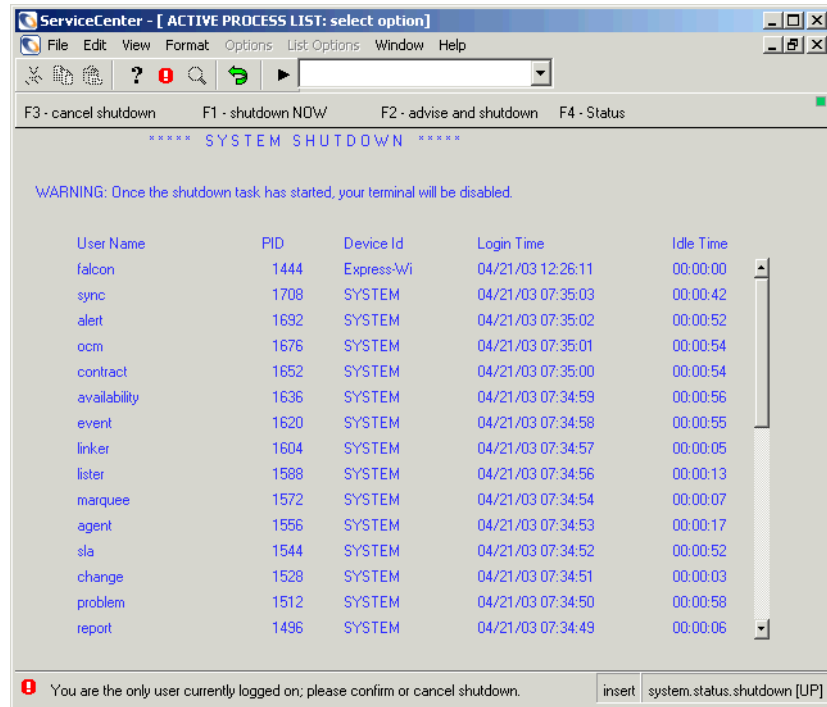 ServiceCenter - [ ACTIVE PROCESS LIST: select option]
File Edit View Format Options List Options Window Help
?
F3 - cancel shutdown F1 - shutdown NOW F2 - advise and shutdown F4 - Status
***** SYSTEM SHUTDOWN *****
WARNING: Once the shutdown task has started, your terminal will be disabled.
User Name PID Device Id Login Time Idle Time
falcon 1444 Express-Wi 04/21/03 12:26:11 00:00:00
sync 1708 SYSTEM 04/21/03 07:35:03 00:00:42
alert 1692 SYSTEM 04/21/03 07:35:02 00:00:52
ocm 1676 SYSTEM 04/21/03 07:35:01 00:00:54
contract 1652 SYSTEM 04/21/03 07:35:00 00:00:54
availability 1636 SYSTEM 04/21/03 07:34:59 00:00:56
event 1620 SYSTEM 04/21/03 07:34:58 00:00:55
linker 1604 SYSTEM 04/21/03 07:34:57 00:00:05
lister 1588 SYSTEM 04/21/03 07:34:56 00:00:13
marquee 1572 SYSTEM 04/21/03 07:34:54 00:00:07
agent 1556 SYSTEM 04/21/03 07:34:53 00:00:17
sla 1544 SYSTEM 04/21/03 07:34:52 00:00:52
change 1528 SYSTEM 04/21/03 07:34:51 00:00:03
problem 1512 SYSTEM 04/21/03 07:34:50 00:00:58
report 1496 SYSTEM 04/21/03 07:34:49 00:00:06
You are the only user currently logged on; please confirm or cancel shutdown. insert system.status.shutdown [UP]